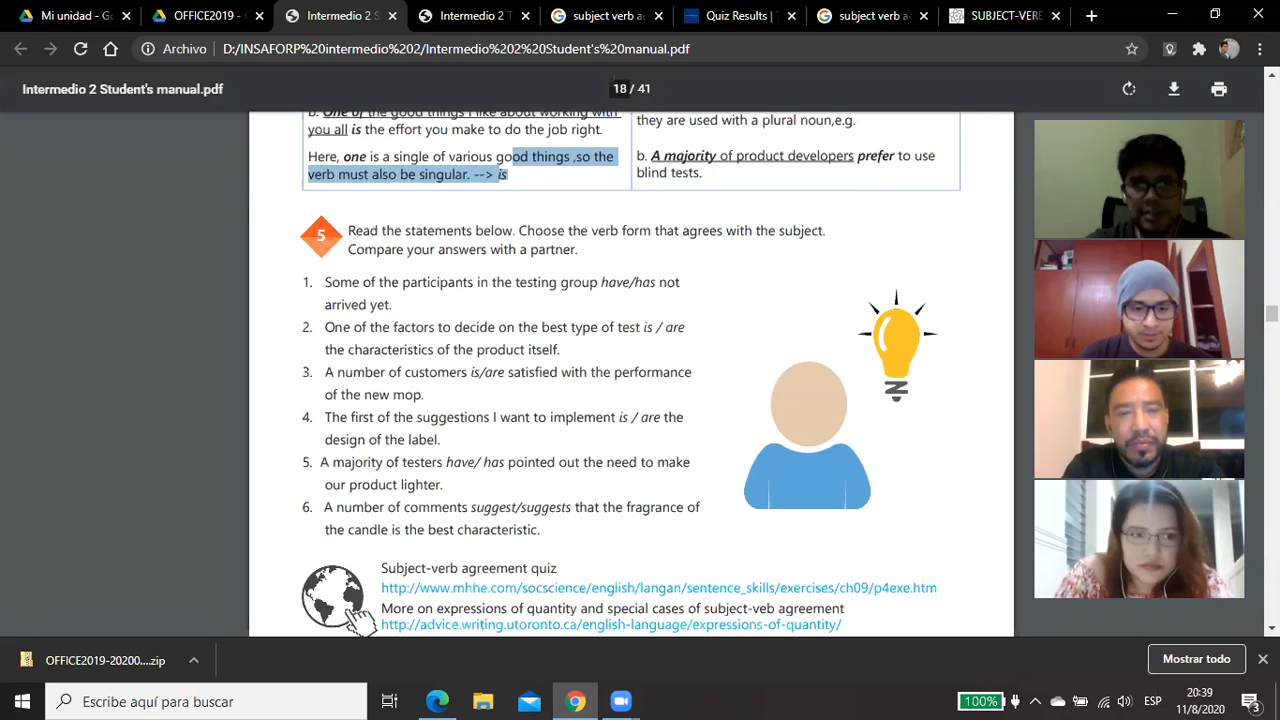 Mi unidad - G
OFFICE2019 - 
Intermedio 2 S
Intermedio 2 T
subject verb a
Quiz Results |
subject verb a
SUBJECT-VERB
Archivo | D:/INSAFORP%20intermedio%202/Intermedio%202%20Student's%20manual.pdf
Intermedio 2 Student's manual.pdf
18 / 41
b. One of the good things I like about working with
you all is the effort you make to do the job right.
Here, one is a single of various good things ,so the
verb must also be singular. --> is
they are used with a plural noun,e.g.
b. A majority of product developers prefer to use
blind tests.
5
Read the statements below. Choose the verb form that agrees with the subject.
Compare your answers with a partner.
1. Some of the participants in the testing group have/has not
arrived yet.
2. One of the factors to decide on the best type of test is / are
the characteristics of the product itself.
3. A number of customers is/are satisfied with the performance
of the new mop.
4. The first of the suggestions I want to implement is / are the
design of the label.
5. A majority of testers have/ has pointed out the need to make
our product lighter.
6. A number of comments suggest/suggests that the fragrance of
the candle is the best characteristic.
Subject-verb agreement quiz
http://www.mhhe.com/socscience/english/langan/sentence_skills/exercises/ch09/p4exe.htm
More on expressions of quantity and special cases of subject-veb agreement
http://advice.writing.utoronto.ca/english-language/expressions-of-quantity/
OFFICE2019-20200....zip
Mostrar todo
Escribe aquí para buscar
100%
ESP
20:39
11/8/2020
3